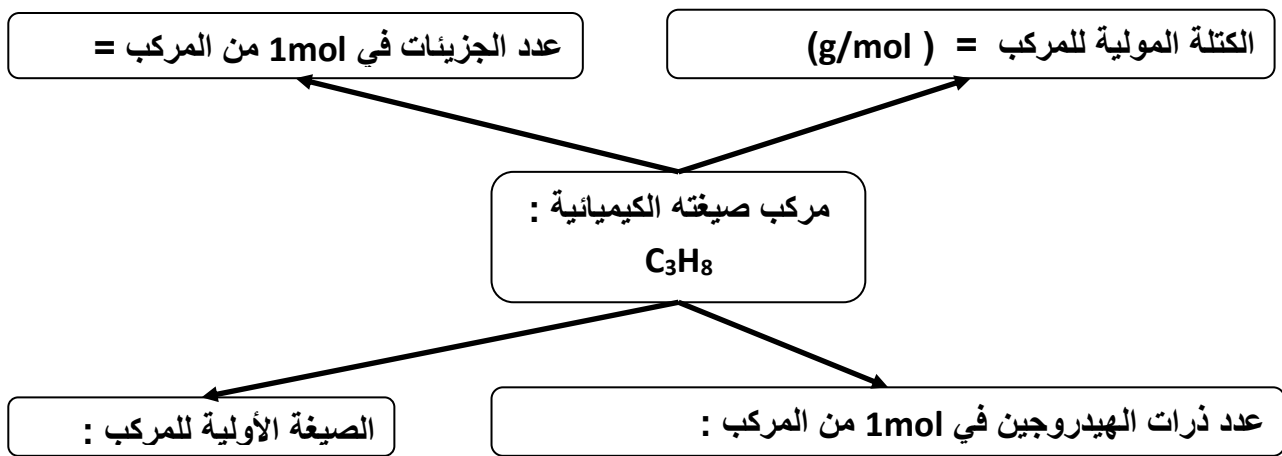 الكتلة المولية للمركب = ( g/mol)
عدد الجزيئات في 1mol من المركب =
مركب صيغته الكيميائية :
C₃H₈
عدد ذرات الهيدروجين في 1mol من المركب :
الصيغة الأولية للمركب :